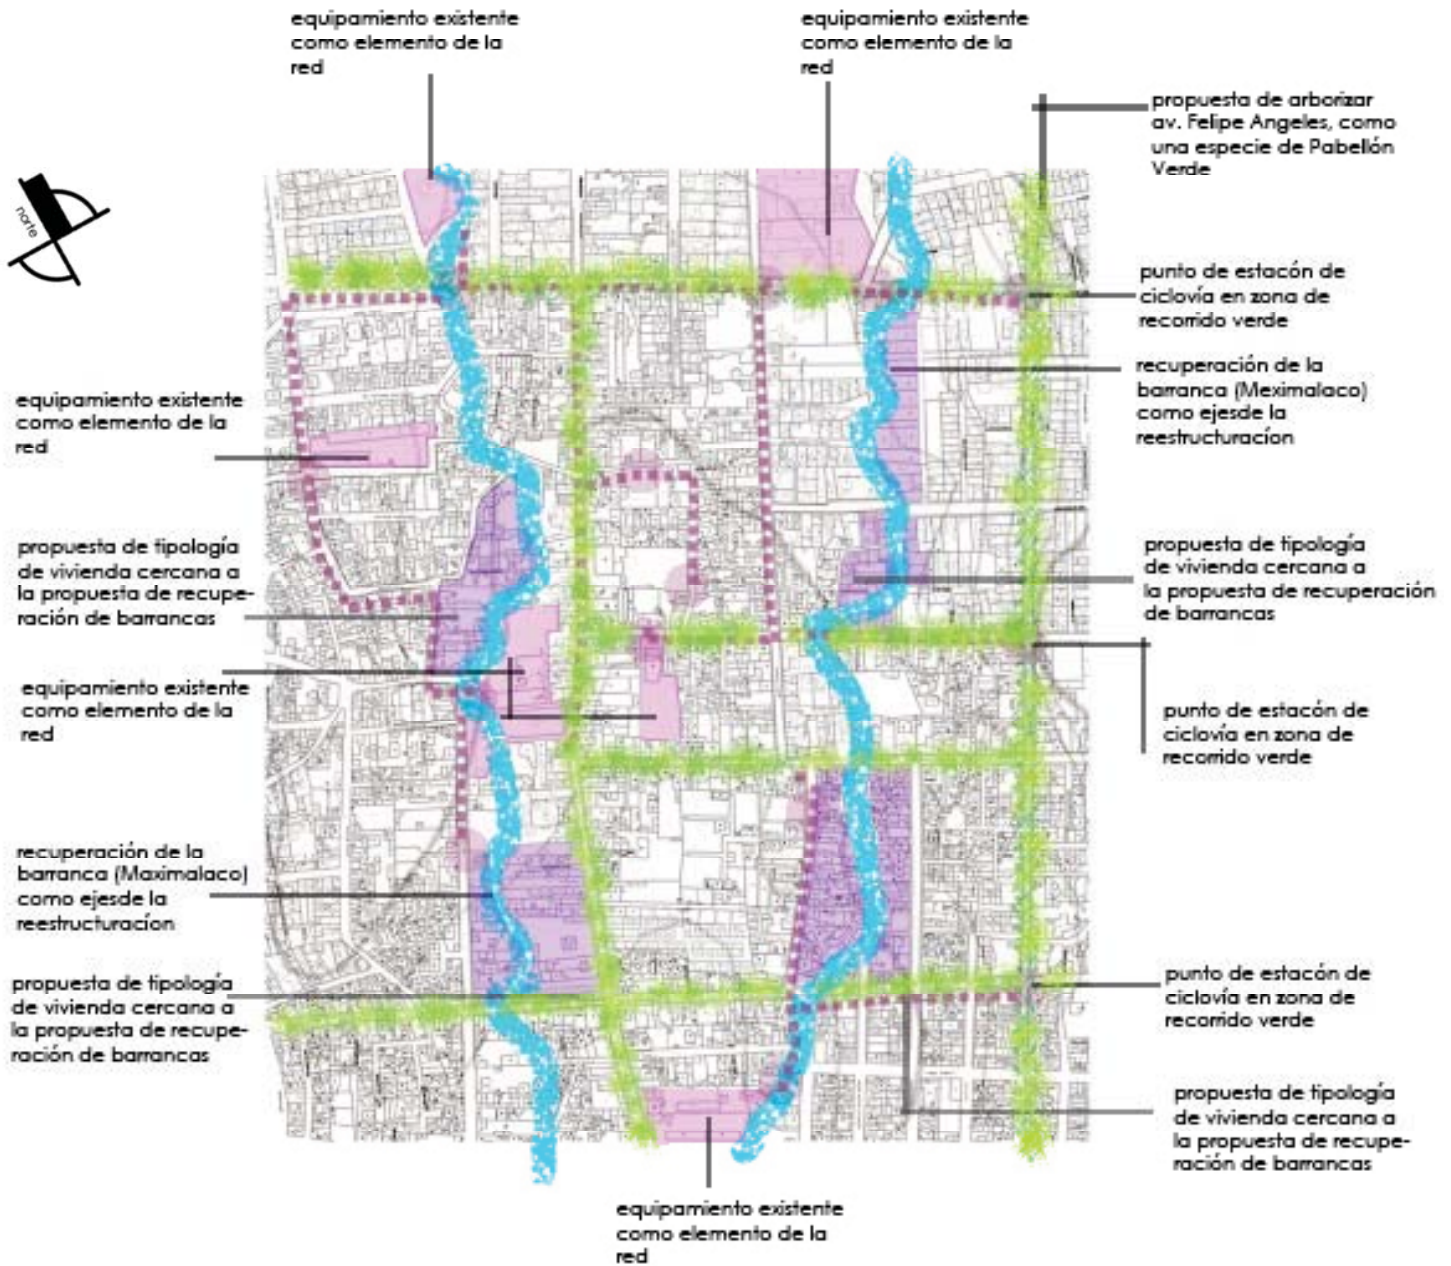 equipamiento existente
como elemento de la
red
equipamiento existente
como elemento de la
red
propuesta de arborizar
av. Felipe Angeles, como
una especie de Pabellón
Verde
norte
punto de estacón de
ciclovía en zona de
recorrido verde
recuperación de la
barranca (Meximalaco)
como ejesde la
reestructuracíon
equipamiento existente
como elemento de la
red
propuesta de tipología
de vivienda cercana a
la propuesta de recupe-
ración de barrancas
propuesta de tipología
de vivienda cercana a
la propuesta de recuperación
de barrancas
equipamiento existente
como elemento de la
red
punto de estacón de
ciclovía en zona de
recorrido verde
recuperación de la
barranca (Maximalaco)
como ejesde la
reestructuracíon
propuesta de tipología
de vivienda cercana a
la propuesta de recupe-
ración de barrancas
punto de estacón de
ciclovía en zona de
recorrido verde
propuesta de tipología
de vivienda cercana a
la propuesta de recupe-
ración de barrancas
equipamiento existente
como elemento de la
red